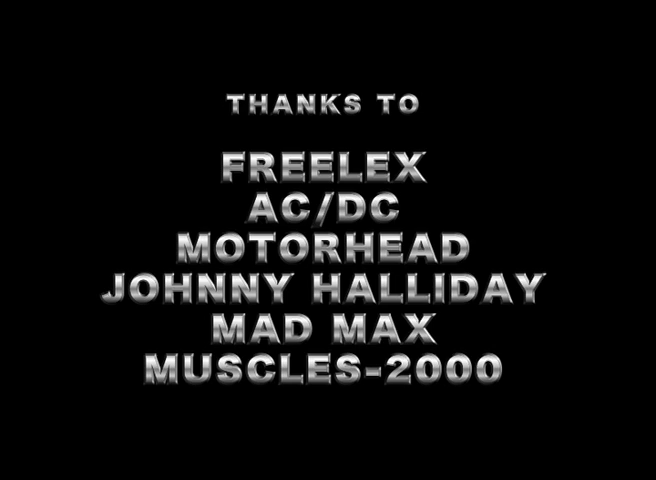 THANKS TO
FREELEX
AC/DC
MOTORHEAD
JOHNNY HALLIDAY
MAD MAX
MUSCLES-2000